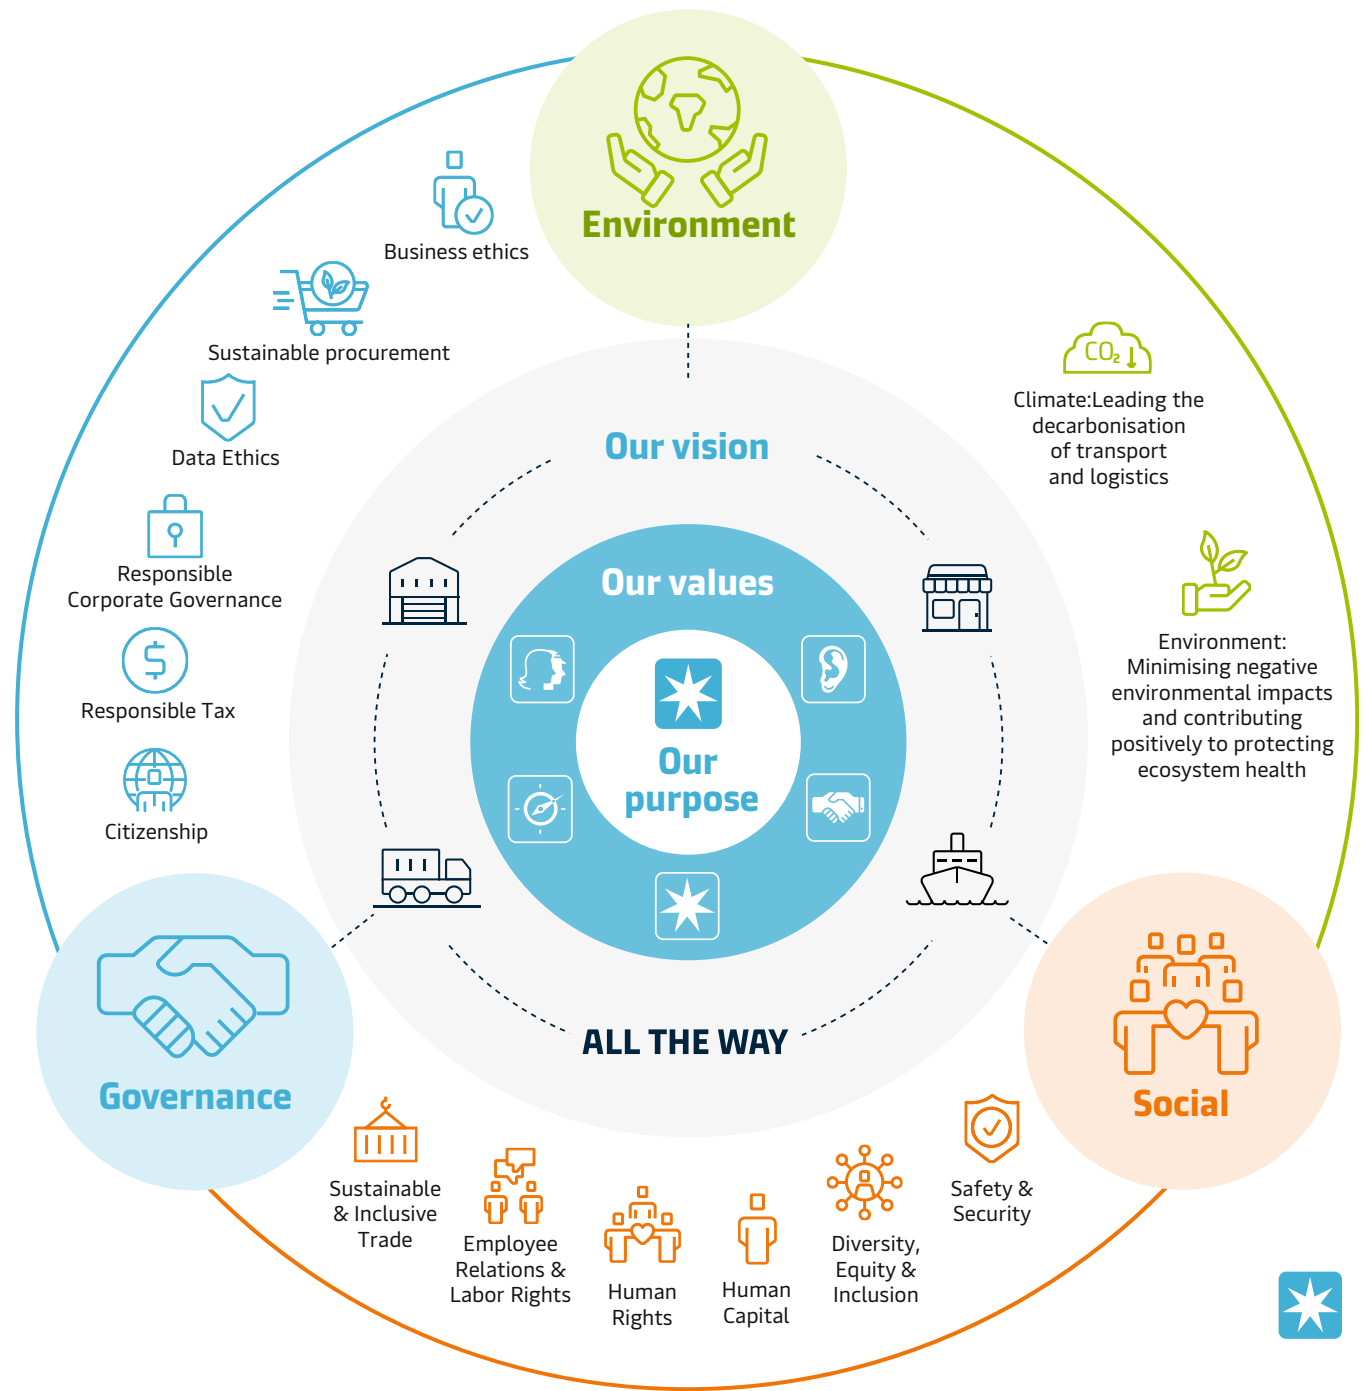 Environment
Business ethics
Sustainable procurement
Data Ethics
Responsible
Corporate Governance
Responsible Tax
Citizenship
Governance
CO₂
Climate:Leading the
decarbonisation
of transport
and logistics
Environment:
Minimising negative
environmental impacts
and contributing
positively to protecting
ecosystem health
Social
Our vision
Our values
Our
purpose
ALL THE WAY
Sustainable
& Inclusive
Trade
Employee
Relations &
Labor Rights
Human
Rights
Human
Capital
Diversity,
Equity &
Inclusion
Safety &
Security